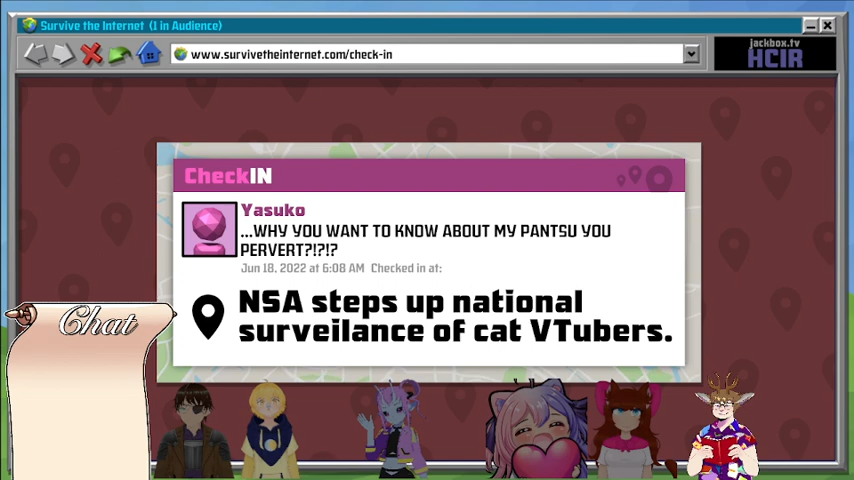 Survive the Internet (1 in Audience)
www.survivetheinternet.com/check-in
jackbox.tv
HCIR
CheckIN
Yasuko
...WHY YOU WANT TO KNOW ABOUT MY PANTSU YOU
PERVERT?!?!?
Jun 18, 2022 at 6:08 AM Checked in at:
NSA steps up national
surveilance of cat VTubers.
Chat